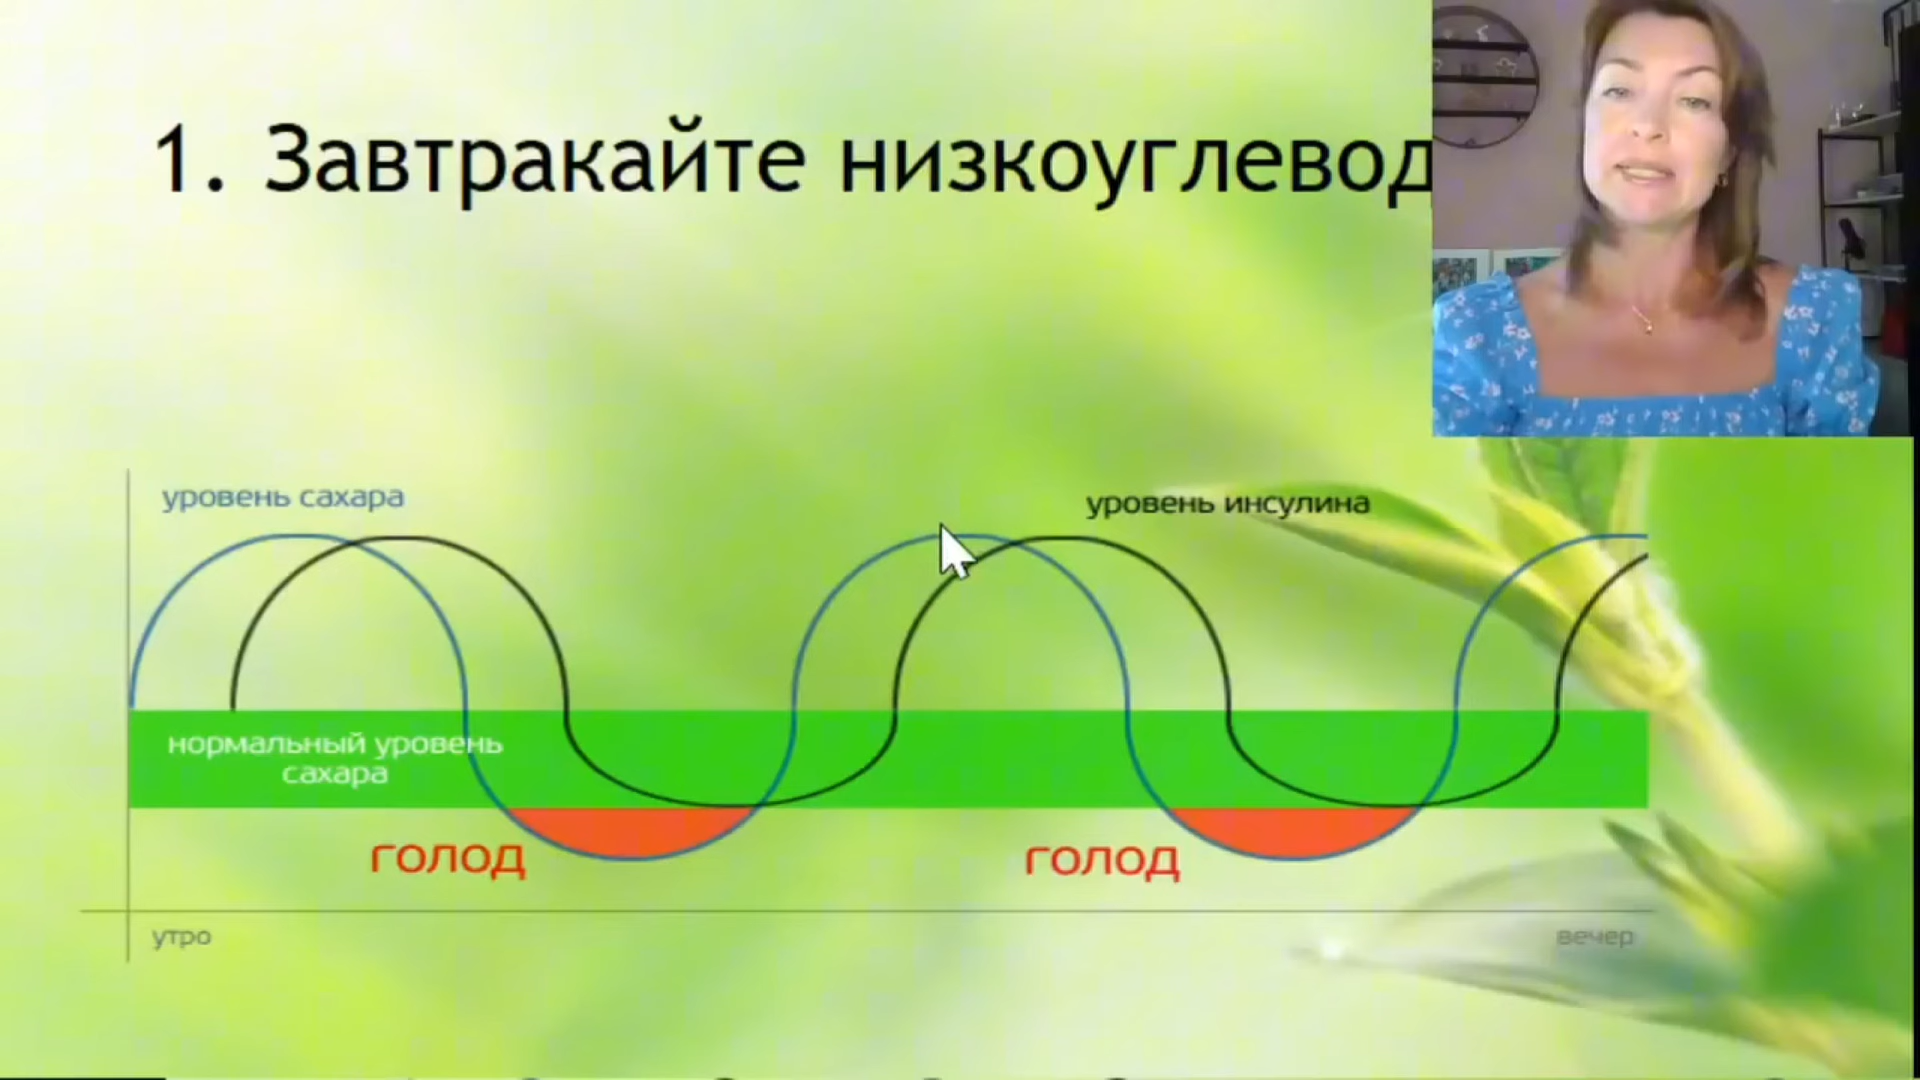 1. Завтракайте низкоуглевод
уровень сахара
уровень инсулина
нормальный уровень
сахара
голод
голод
утро
вечер